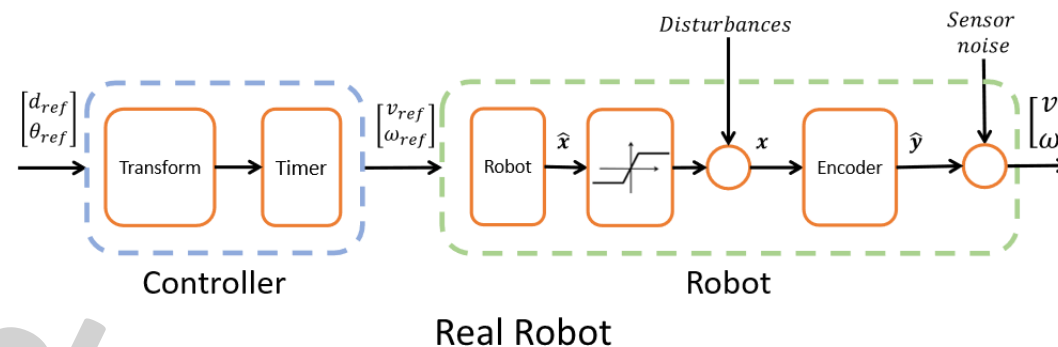 Disturbances
Sensor
noise
[d_ref
θ_ref]
Transform
Timer
[v_ref
ω_ref]
Robot
x̂
x
Encoder
ŷ
[v
ω
Controller
Robot
Real Robot